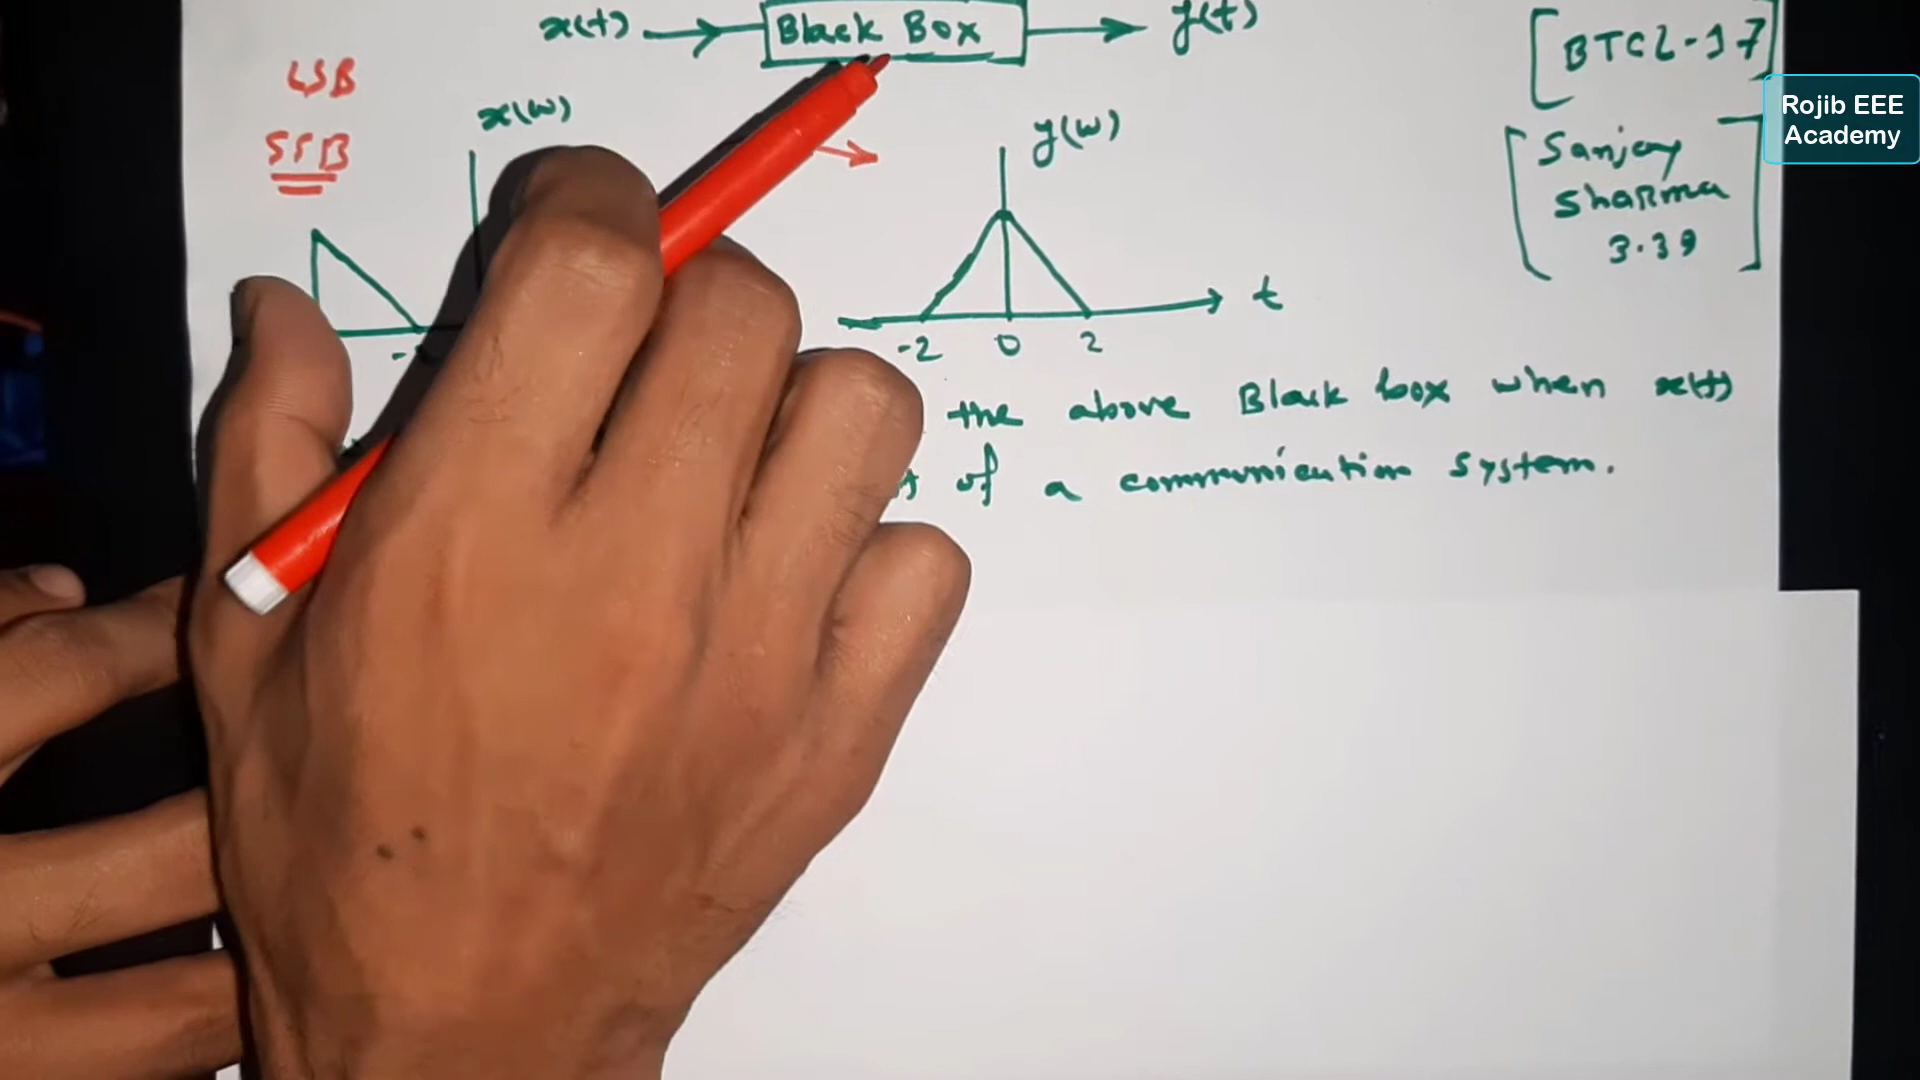 x(t) Black Box y(t)
[BTCL-17]
Rojib EEE
Academy
LSB
SSB
x(ω)
y(ω)
[Sanjay
Sharma
3.39]
t
-2 0 2
the above Black box when x(t)
of a communication system.